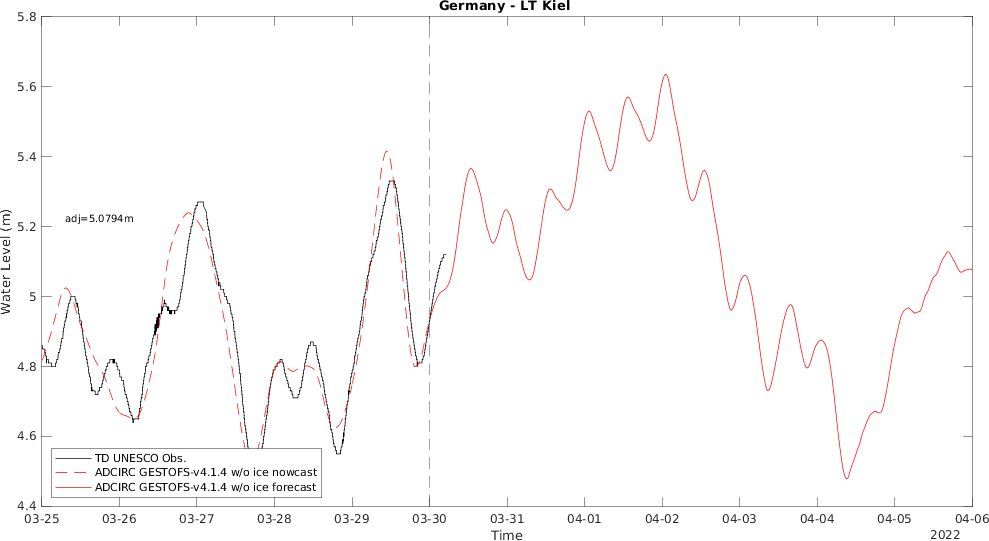 Germany - LT Kiel
5.8
5.6
5.4
5.2
5
4.8
4.6
4.4
Water Level (m)
adj=5.0794m
TD UNESCO Obs.
ADCIRC GESTOFS-v4.1.4 w/o ice nowcast
ADCIRC GESTOFS-v4.1.4 w/o ice forecast
03-25 03-26 03-27 03-28 03-29 03-30 03-31 04-01 04-02 04-03 04-04 04-05 04-06
Time
2022